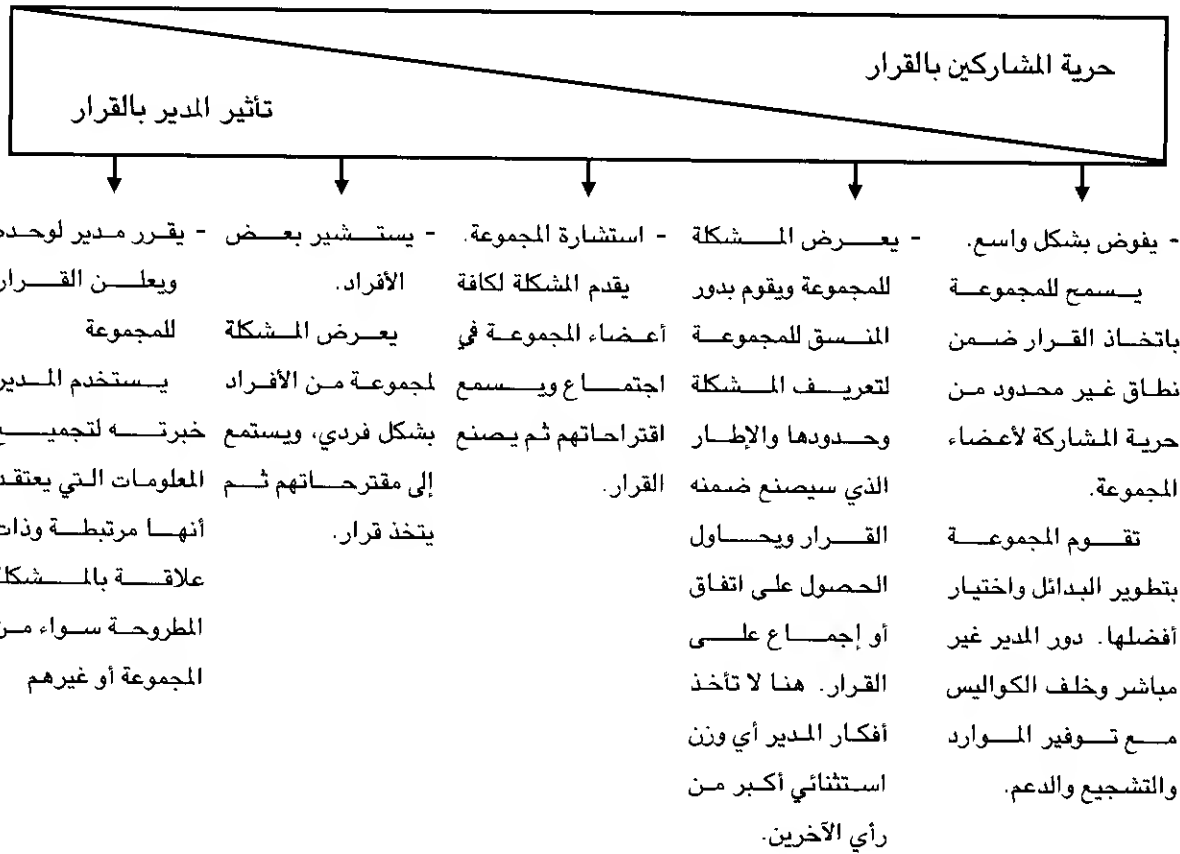 حرية المشاركين بالقرار
تأثير المدير بالقرار
- يفوض بشكل واسع.
يسمح للمجموعة
باتخاذ القرار ضمن
نطاق غير محدود من
حرية المشاركة لأعضاء
المجموعة.
تقوم المجموعة
بتطوير البدائل واختيار
أفضلها. دور المدير غير
مباشر وخلف الكواليس
مع توفير الموارد
والتشجيع والدعم.
- يعرض المشكلة
للمجموعة ويقوم بدور
المنسق للمجموعة
لتعريف المشكلة
وحدودها والإطار
الذي سيصنع ضمنه
القرار ويحاول
الحصول على اتفاق
أو إجماع على
القرار. هنا لا تأخذ
أفكار المدير أي وزن
استثنائي أكبر من
رأي الآخرين.
- استشارة المجموعة.
يقدم المشكلة لكافة
أعضاء المجموعة في
اجتماع ويسمع
اقتراحاتهم ثم يصنع
القرار.
- يستشير بعض
الأفراد.
يعرض المشكلة
لمجموعة من الأفراد
بشكل فردي، ويستمع
إلى مقترحاتهم ثم
يتخذ قرار.
- يقرر مدير لوحده
ويعلن القرار
للمجموعة
يستخدم المدير
خبرته لتجميع
المعلومات التي يعتقد
أنها مرتبطة وذات
علاقة بالمشكلة
المطروحة سواء من
المجموعة أو غيرهم